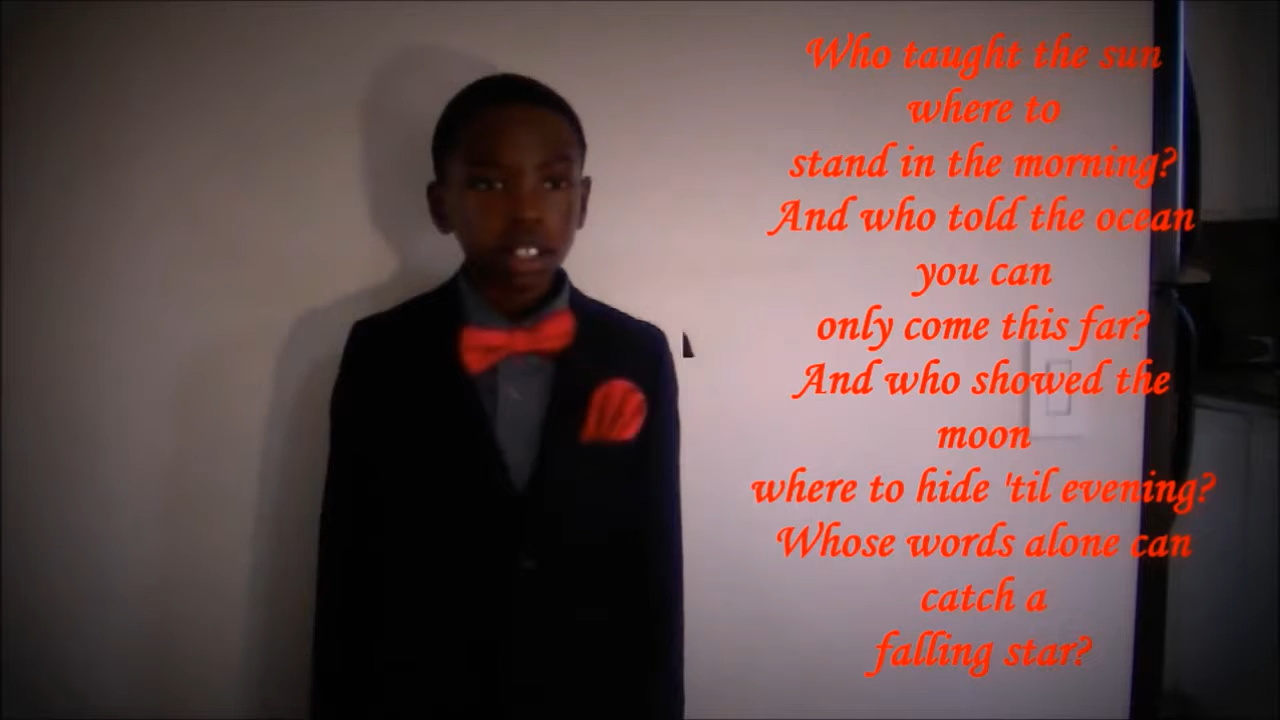 Who taught the sun
where to
stand in the morning?
And who told the ocean
you can
only come this far?
And who showed the
moon
where to hide 'til evening?
Whose words alone can
catch a
falling star?